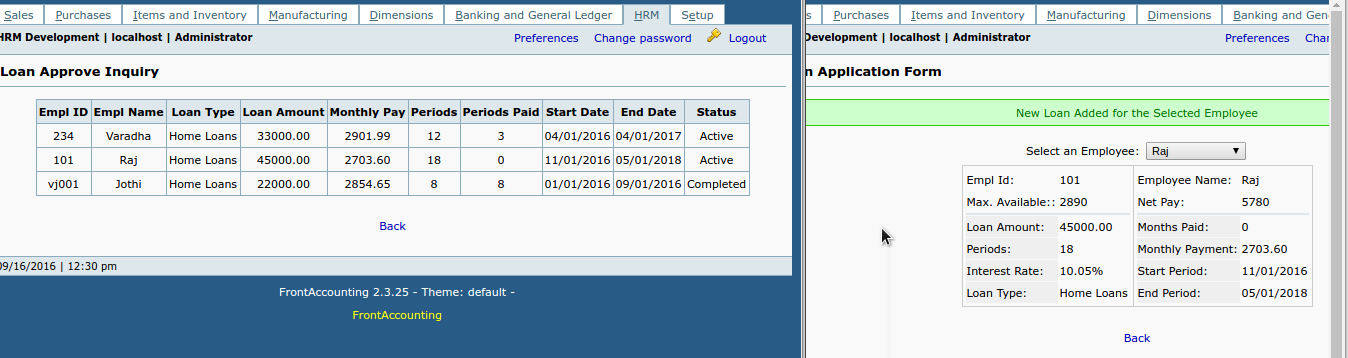 Sales Purchases Items and Inventory Manufacturing Dimensions Banking and General Ledger HRM Setup
HRM Development | localhost | Administrator Preferences Change password Logout
Loan Approve Inquiry
Empl ID Empl Name Loan Type Loan Amount Monthly Pay Periods Periods Paid Start Date End Date Status
234 Varadha Home Loans 33000.00 2901.99 12 3 04/01/2016 04/01/2017 Active
101 Raj Home Loans 45000.00 2703.60 18 0 11/01/2016 05/01/2018 Active
vj001 Jothi Home Loans 22000.00 2854.65 8 8 01/01/2016 09/01/2016 Completed
Back
09/16/2016 | 12:30 pm
FrontAccounting 2.3.25 - Theme: default -
FrontAccounting
s Purchases Items and Inventory Manufacturing Dimensions Banking and Gen
Development | localhost | Administrator Preferences Chan
n Application Form
New Loan Added for the Selected Employee
Select an Employee: Raj
Empl Id: 101 Employee Name: Raj
Max. Available:: 2890 Net Pay: 5780
Loan Amount: 45000.00 Months Paid: 0
Periods: 18 Monthly Payment: 2703.60
Interest Rate: 10.05% Start Period: 11/01/2016
Loan Type: Home Loans End Period: 05/01/2018
Back